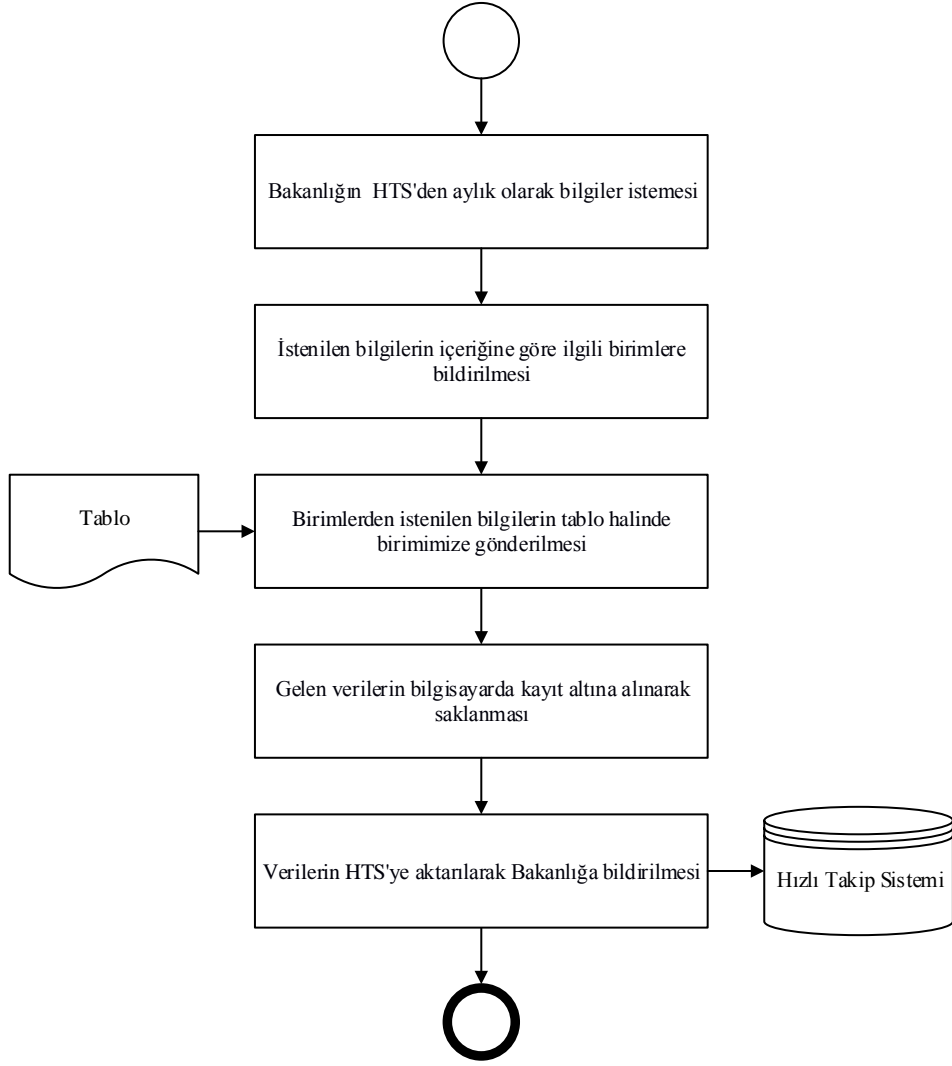 Bakanlığın HTS'den aylık olarak bilgiler istemesi
İstenilen bilgilerin içeriğine göre ilgili birimlere
bildirilmesi
Tablo
Birimlerden istenilen bilgilerin tablo halinde
birimimize gönderilmesi
Gelen verilerin bilgisayarda kayıt altına alınarak
saklanması
Verilerin HTS'ye aktarılarak Bakanlığa bildirilmesi
Hızlı Takip Sistemi